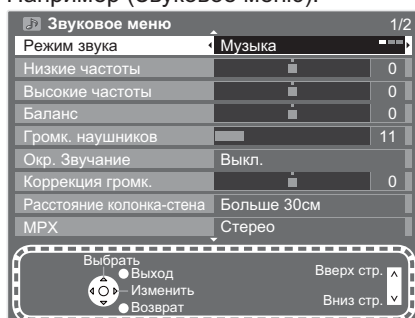 Например (Звуковое меню):
Звуковое меню 1/2
Режим звука Музыка
Низкие частоты 0
Высокие частоты 0
Баланс 0
Громк. наушников 11
Окр. Звучание Выкл.
Коррекция громк. 0
Расстояние колонка-стена Больше 30см
MPX Стерео
Выбрать
Выход
Изменить
Возврат
Вверх стр.
Вниз стр.